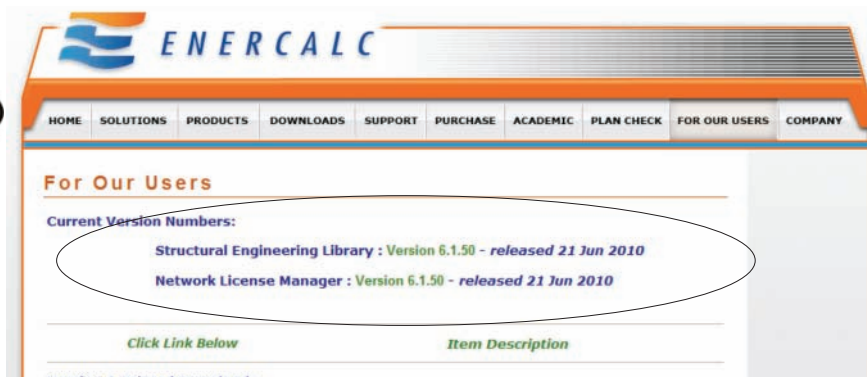 ENERCALC
HOME SOLUTIONS PRODUCTS DOWNLOADS SUPPORT PURCHASE ACADEMIC PLAN CHECK FOR OUR USERS COMPANY
For Our Users
Current Version Numbers:
Structural Engineering Library : Version 6.1.50 - released 21 Jun 2010
Network License Manager : Version 6.1.50 - released 21 Jun 2010
Click Link Below Item Description